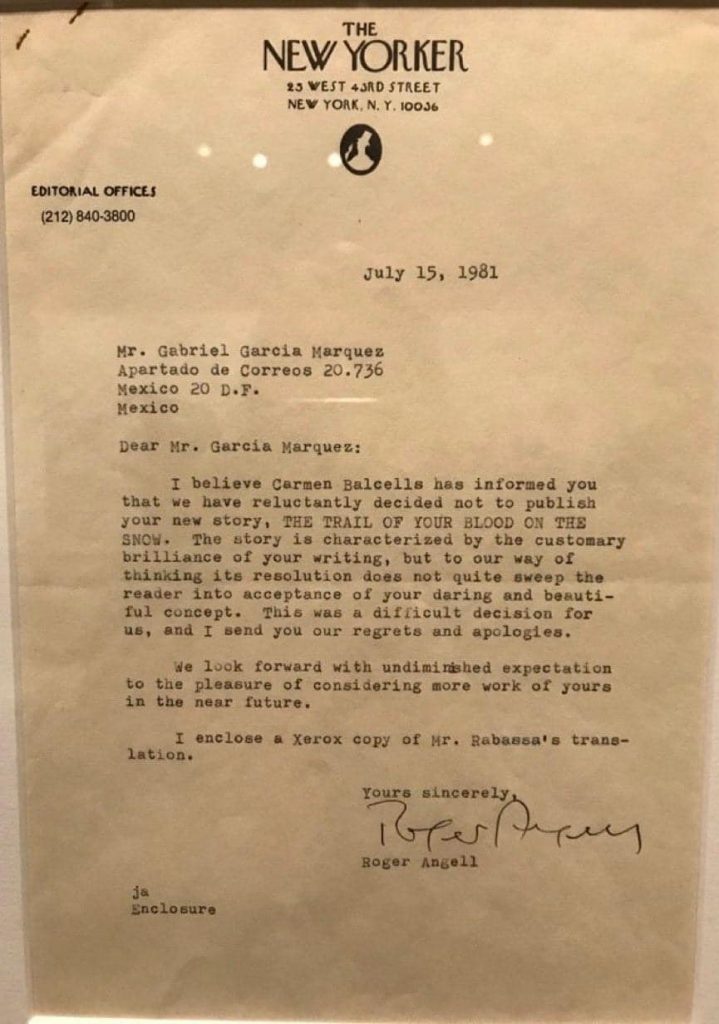 THE
NEW YORKER
25 WEST 43RD STREET
NEW YORK, N. Y. 10036
EDITORIAL OFFICES
(212) 840-3800
July 15, 1981
Mr. Gabriel Garcia Marquez
Apartado de Correos 20.736
Mexico 20 D.F.
Mexico
Dear Mr. Garcia Marquez:
I believe Carmen Balcells has informed you
that we have reluctantly decided not to publish
your new story, THE TRAIL OF YOUR BLOOD ON THE
SNOW. The story is characterized by the customary
brilliance of your writing, but to our way of
thinking its resolution does not quite sweep the
reader into acceptance of your daring and beauti-
ful concept. This was a difficult decision for
us, and I send you our regrets and apologies.
We look forward with undiminished expectation
to the pleasure of considering more work of yours
in the near future.
I enclose a Xerox copy of Mr. Rabassa's trans-
lation.
Yours sincerely,
Roger Angell
Roger Angell
ja
Enclosure